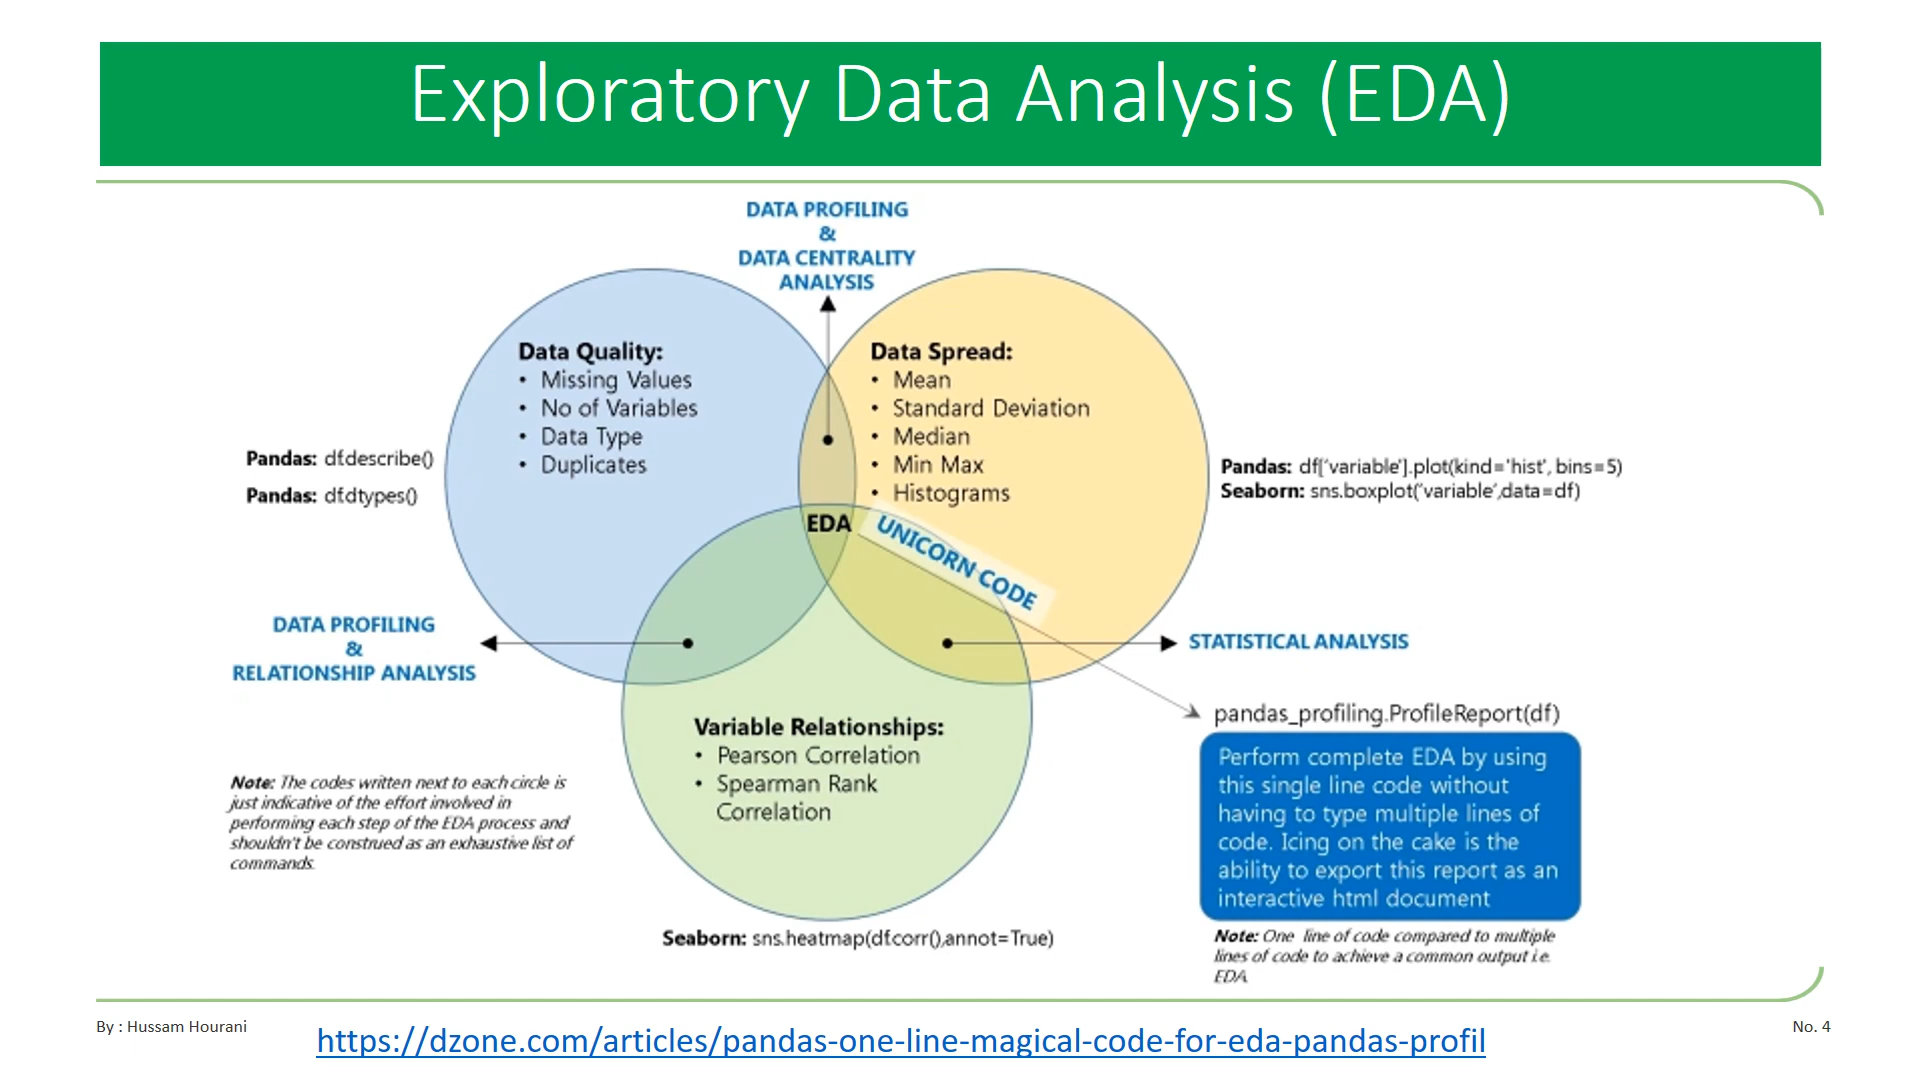 Exploratory Data Analysis (EDA)
DATA PROFILING
&
DATA CENTRALITY
ANALYSIS
Data Quality:
• Missing Values
• No of Variables
• Data Type
• Duplicates
Data Spread:
• Mean
• Standard Deviation
• Median
• Min Max
• Histograms
Pandas: df.describe()
Pandas: df.dtypes()
Pandas: df['variable'].plot(kind='hist', bins=5)
Seaborn: sns.boxplot('variable',data=df)
EDA
UNICORN CODE
DATA PROFILING
&
RELATIONSHIP ANALYSIS
STATISTICAL ANALYSIS
Variable Relationships:
• Pearson Correlation
• Spearman Rank
Correlation
pandas_profiling.ProfileReport(df)
Perform complete EDA by using
this single line code without
having to type multiple lines of
code. Icing on the cake is the
ability to export this report as an
interactive html document
Note: The codes written next to each circle is
just indicative of the effort involved in
performing each step of the EDA process and
shouldn't be construed as an exhaustive list of
commands.
Seaborn: sns.heatmap(df.corr(),annot=True)
Note: One line of code compared to multiple
lines of code to achieve a common output i.e.
EDA
By : Hussam Hourani
https://dzone.com/articles/pandas-one-line-magical-code-for-eda-pandas-profil
No. 4